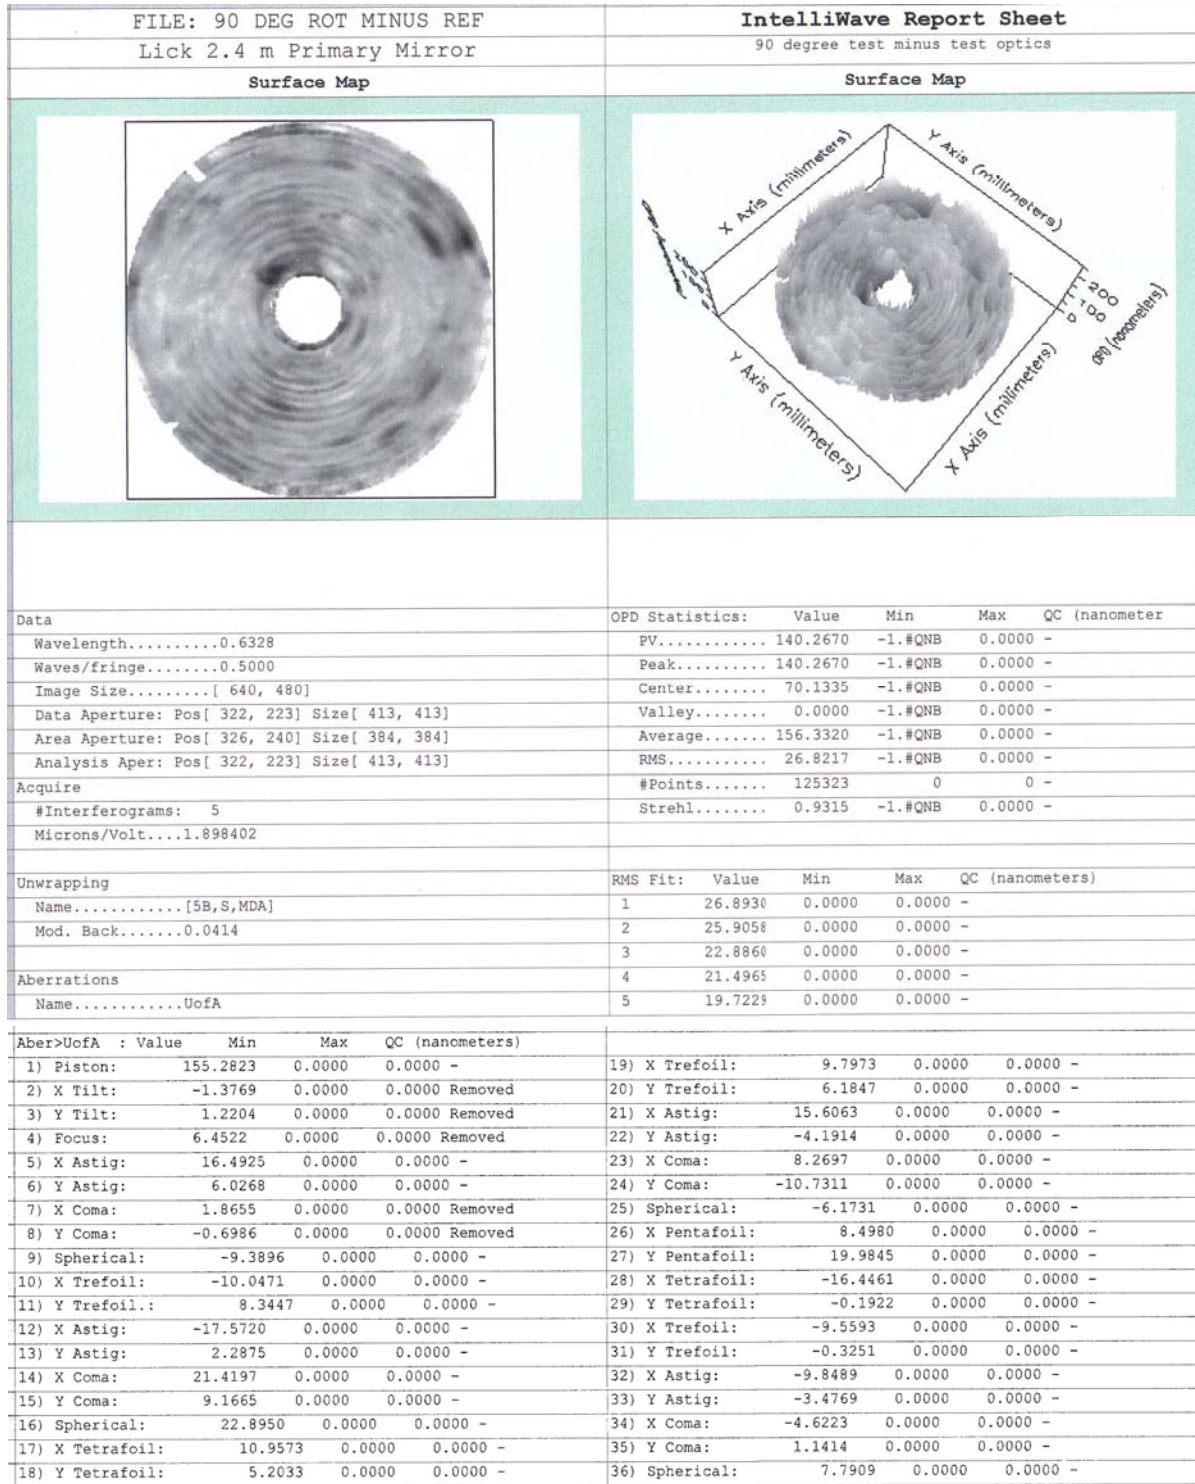 FILE: 90 DEG ROT MINUS REF
Lick 2.4 m Primary Mirror
Surface Map
IntelliWave Report Sheet
90 degree test minus test optics
Surface Map
X Axis (millimeters)
Y Axis (millimeters)
Y Axis (millimeters)
X Axis (millimeters)
200
100
0
OPD (nanometers)
Data
Wavelength..........0.6328
Waves/fringe........0.5000
Image Size.........[ 640, 480]
Data Aperture: Pos[ 322, 223] Size[ 413, 413]
Area Aperture: Pos[ 326, 240] Size[ 384, 384]
Analysis Aper: Pos[ 322, 223] Size[ 413, 413]
Acquire
#Interferograms: 5
Microns/Volt....1.898402
Unwrapping
Name............[5B,S,MDA]
Mod. Back.......0.0414
Aberrations
Name............UofA
OPD Statistics: Value Min Max QC (nanometer
PV............ 140.2670 -1.#QNB 0.0000 -
Peak.......... 140.2670 -1.#QNB 0.0000 -
Center........ 70.1335 -1.#QNB 0.0000 -
Valley........ 0.0000 -1.#QNB 0.0000 -
Average....... 156.3320 -1.#QNB 0.0000 -
RMS........... 26.8217 -1.#QNB 0.0000 -
#Points....... 125323 0 0 -
Strehl........ 0.9315 -1.#QNB 0.0000 -
RMS Fit: Value Min Max QC (nanometers)
1 26.8930 0.0000 0.0000 -
2 25.9058 0.0000 0.0000 -
3 22.8860 0.0000 0.0000 -
4 21.4965 0.0000 0.0000 -
5 19.7229 0.0000 0.0000 -
Aber>UofA : Value Min Max QC (nanometers)
1) Piston: 155.2823 0.0000 0.0000 -
2) X Tilt: -1.3769 0.0000 0.0000 Removed
3) Y Tilt: 1.2204 0.0000 0.0000 Removed
4) Focus: 6.4522 0.0000 0.0000 Removed
5) X Astig: 16.4925 0.0000 0.0000 -
6) Y Astig: 6.0268 0.0000 0.0000 -
7) X Coma: 1.8655 0.0000 0.0000 Removed
8) Y Coma: -0.6986 0.0000 0.0000 Removed
9) Spherical: -9.3896 0.0000 0.0000 -
10) X Trefoil: -10.0471 0.0000 0.0000 -
11) Y Trefoil.: 8.3447 0.0000 0.0000 -
12) X Astig: -17.5720 0.0000 0.0000 -
13) Y Astig: 2.2875 0.0000 0.0000 -
14) X Coma: 21.4197 0.0000 0.0000 -
15) Y Coma: 9.1665 0.0000 0.0000 -
16) Spherical: 22.8950 0.0000 0.0000 -
17) X Tetrafoil: 10.9573 0.0000 0.0000 -
18) Y Tetrafoil: 5.2033 0.0000 0.0000 -
19) X Trefoil: 9.7973 0.0000 0.0000 -
20) Y Trefoil: 6.1847 0.0000 0.0000 -
21) X Astig: 15.6063 0.0000 0.0000 -
22) Y Astig: -4.1914 0.0000 0.0000 -
23) X Coma: 8.2697 0.0000 0.0000 -
24) Y Coma: -10.7311 0.0000 0.0000 -
25) Spherical: -6.1731 0.0000 0.0000 -
26) X Pentafoil: 8.4980 0.0000 0.0000 -
27) Y Pentafoil: 19.9845 0.0000 0.0000 -
28) X Tetrafoil: -16.4461 0.0000 0.0000 -
29) Y Tetrafoil: -0.1922 0.0000 0.0000 -
30) X Trefoil: -9.5593 0.0000 0.0000 -
31) Y Trefoil: -0.3251 0.0000 0.0000 -
32) X Astig: -9.8489 0.0000 0.0000 -
33) Y Astig: -3.4769 0.0000 0.0000 -
34) X Coma: -4.6223 0.0000 0.0000 -
35) Y Coma: 1.1414 0.0000 0.0000 -
36) Spherical: 7.7909 0.0000 0.0000 -